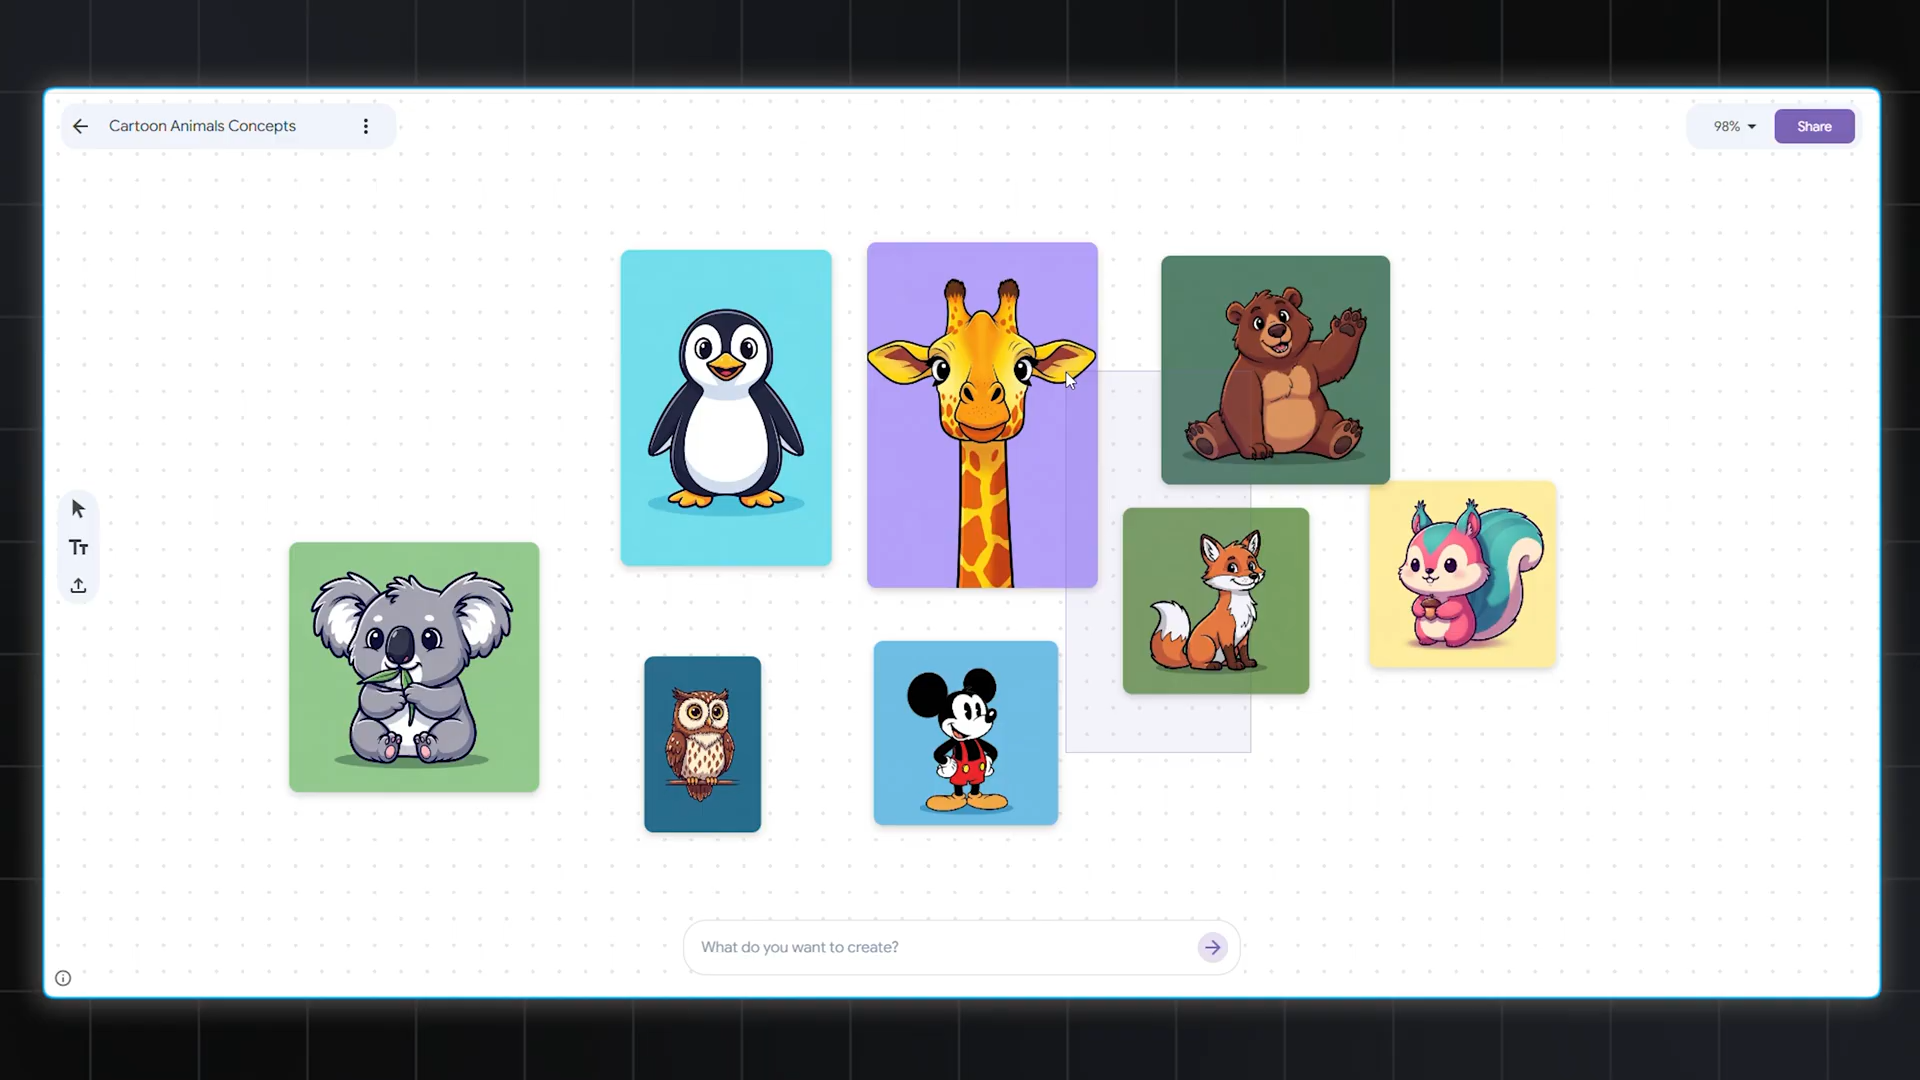 Cartoon Animals Concepts
98%
Share
Tт
What do you want to create?